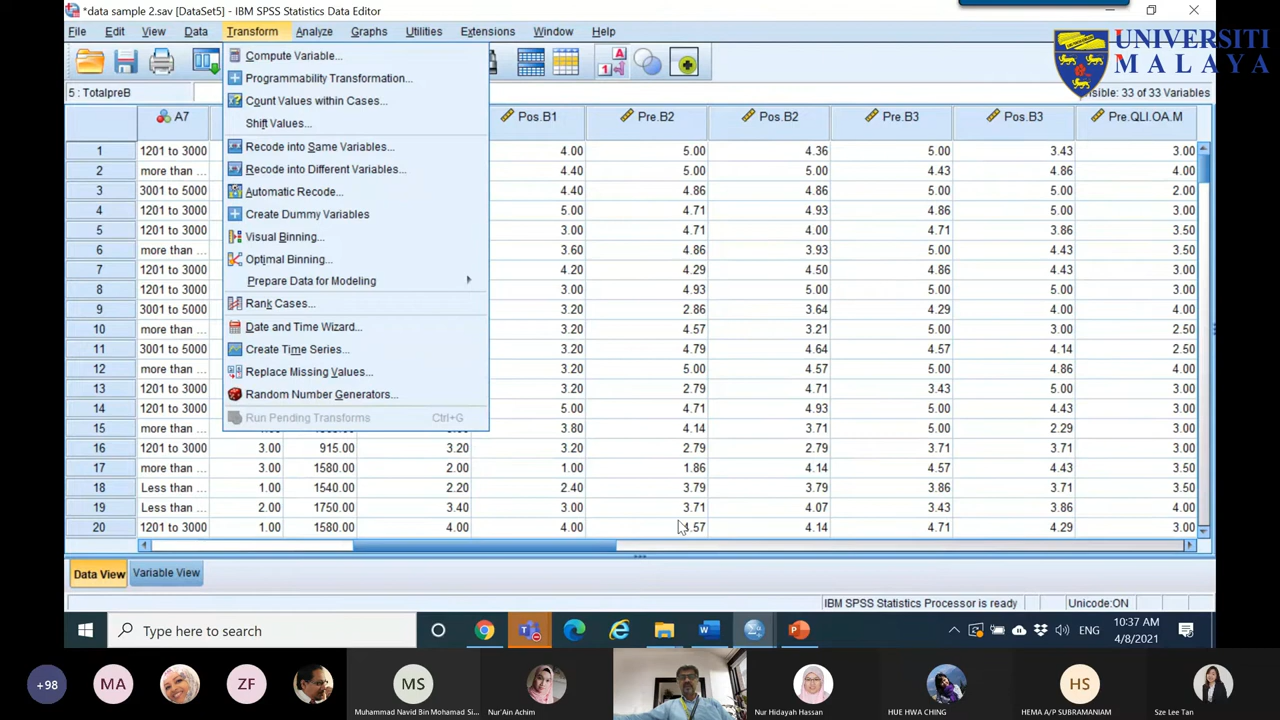 *data sample 2.sav [DataSet5] - IBM SPSS Statistics Data Editor
File Edit View Data Transform Analyze Graphs Utilities Extensions Window Help
UNIVERSITI
MALAYA
5 : TotalpreB
Visible: 33 of 33 Variables
Compute Variable...
Programmability Transformation...
Count Values within Cases...
Shift Values...
Recode into Same Variables...
Recode into Different Variables...
Automatic Recode...
Create Dummy Variables
Visual Binning...
Optimal Binning...
Prepare Data for Modeling
Rank Cases...
Date and Time Wizard...
Create Time Series...
Replace Missing Values...
Random Number Generators...
Run Pending Transforms Ctrl+G
A7 Pos.B1 Pre.B2 Pos.B2 Pre.B3 Pos.B3 Pre.QLI.OA.M
1 1201 to 3000 4.00 5.00 4.36 5.00 3.43 3.00
2 more than ... 4.40 5.00 5.00 4.43 4.86 4.00
3 3001 to 5000 4.40 4.86 4.86 5.00 5.00 2.00
4 1201 to 3000 5.00 4.71 4.93 4.86 5.00 3.00
5 1201 to 3000 3.00 4.71 4.00 4.71 3.86 3.50
6 more than ... 3.60 4.86 3.93 5.00 4.43 3.50
7 1201 to 3000 4.20 4.29 4.50 4.86 4.43 3.00
8 1201 to 3000 3.00 4.93 5.00 5.00 5.00 3.00
9 3001 to 5000 3.20 2.86 3.64 4.29 4.00 4.00
10 more than ... 3.20 4.57 3.21 5.00 3.00 2.50
11 3001 to 5000 3.20 4.79 4.64 4.57 4.14 2.50
12 more than ... 3.20 5.00 4.57 5.00 4.86 4.00
13 1201 to 3000 3.20 2.79 4.71 3.43 5.00 3.00
14 1201 to 3000 5.00 4.71 4.93 4.86 5.00 3.00
15 more than ... 3.80 4.14 3.71 5.00 2.29 3.00
16 1201 to 3000 3.00 915.00 3.20 3.20 2.79 2.79 3.71 3.71 3.00
17 more than ... 3.00 1580.00 2.00 1.00 1.86 4.14 4.57 4.43 3.50
18 Less than ... 1.00 1540.00 2.20 2.40 3.79 3.79 3.86 3.71 3.50
19 Less than ... 2.00 1750.00 3.40 3.00 3.71 4.07 3.43 3.86 4.00
20 1201 to 3000 1.00 1580.00 4.00 4.00 4.57 4.14 4.71 4.29 3.00
Data View Variable View
IBM SPSS Statistics Processor is ready Unicode:ON
Type here to search
ENG
10:37 AM
4/8/2021
+98 MA ZF MS HS
Muhammad Navid Bin Mohamad Si... Nur'Ain Achim Nur Hidayah Hassan HUE HWA CHING HEMA A/P SUBRAMANIAM Sze Lee Tan